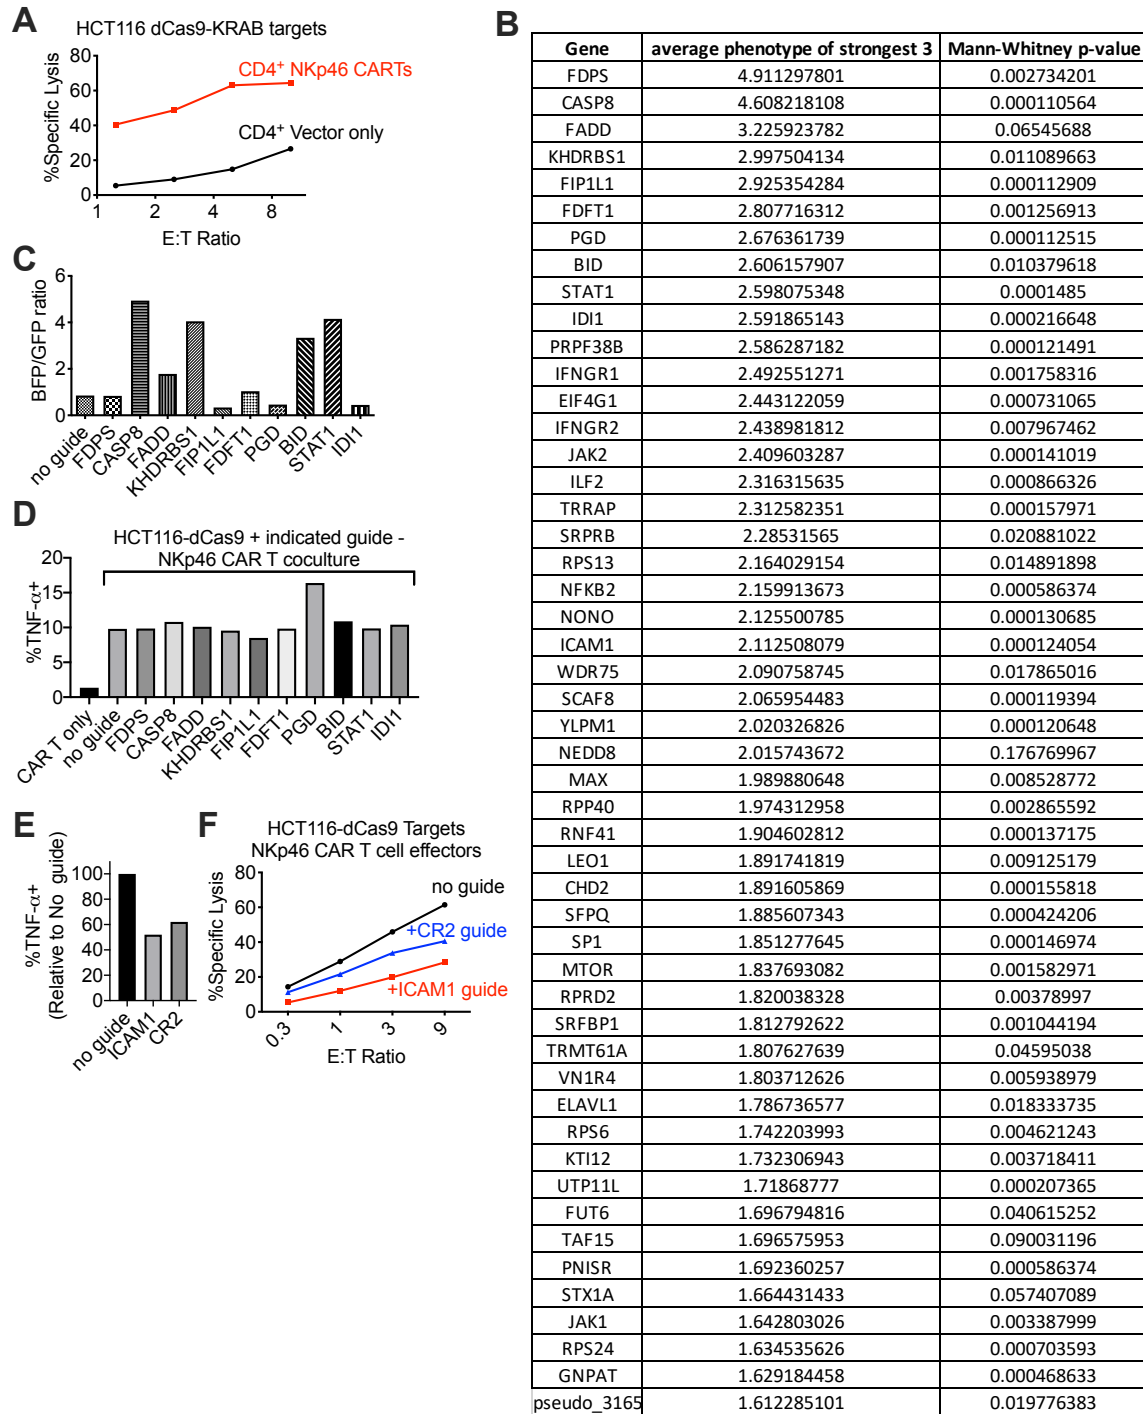 A
HCT116 dCas9-KRAB targets
%Specific Lysis
80
60
40
20
0
CD4+ NKp46 CARTs
CD4+ Vector only
1 2 4 8
E:T Ratio
C
BFP/GFP ratio
6
4
2
0
no guide
FDPS
CASP8
FADD
KHDRBS1
FIP1L1
FDFT1
PGD
BID
STAT1
IDI1
D
HCT116-dCas9 + indicated guide -
NKp46 CAR T coculture
%TNF-α+
20
15
10
5
0
CAR T only
no guide
FDPS
CASP8
FADD
KHDRBS1
FIP1L1
FDFT1
PGD
BID
STAT1
IDI1
E
%TNF-α+
(Relative to No guide)
100
80
60
40
20
0
no guide
ICAM1
CR2
F
HCT116-dCas9 Targets
NKp46 CAR T cell effectors
%Specific Lysis
80
60
40
20
0
no guide
+CR2 guide
+ICAM1 guide
0.3 1 3 9
E:T Ratio
B
Gene average phenotype of strongest 3 Mann-Whitney p-value
FDPS 4.911297801 0.002734201
CASP8 4.608218108 0.000110564
FADD 3.225923782 0.06545688
KHDRBS1 2.997504134 0.011089663
FIP1L1 2.925354284 0.000112909
FDFT1 2.807716312 0.001256913
PGD 2.676361739 0.000112515
BID 2.606157907 0.010379618
STAT1 2.598075348 0.0001485
IDI1 2.591865143 0.000216648
PRPF38B 2.586287182 0.000121491
IFNGR1 2.492551271 0.001758316
EIF4G1 2.443122059 0.000731065
IFNGR2 2.438981812 0.007967462
JAK2 2.409603287 0.000141019
ILF2 2.316315635 0.000866326
TRRAP 2.312582351 0.000157971
SRPRB 2.28531565 0.020881022
RPS13 2.164029154 0.014891898
NFKB2 2.159913673 0.000586374
NONO 2.125500785 0.000130685
ICAM1 2.112508079 0.000124054
WDR75 2.090758745 0.017865016
SCAF8 2.065954483 0.000119394
YLPM1 2.020326826 0.000120648
NEDD8 2.015743672 0.176769967
MAX 1.989880648 0.008528772
RPP40 1.974312958 0.002865592
RNF41 1.904602812 0.000137175
LEO1 1.891741819 0.009125179
CHD2 1.891605869 0.000155818
SFPQ 1.885607343 0.000424206
SP1 1.851277645 0.000146974
MTOR 1.837693082 0.001582971
RPRD2 1.820038328 0.00378997
SRFBP1 1.812792622 0.001044194
TRMT61A 1.807627639 0.04595038
VN1R4 1.803712626 0.005938979
ELAVL1 1.786736577 0.018333735
RPS6 1.742203993 0.004621243
KTI12 1.732306943 0.003718411
UTP11L 1.71868777 0.000207365
FUT6 1.696794816 0.040615252
TAF15 1.696575953 0.090031196
PNISR 1.692360257 0.000586374
STX1A 1.664431433 0.057407089
JAK1 1.642803026 0.003387999
RPS24 1.634535626 0.000703593
GNPAT 1.629184458 0.000468633
pseudo_3165 1.612285101 0.019776383